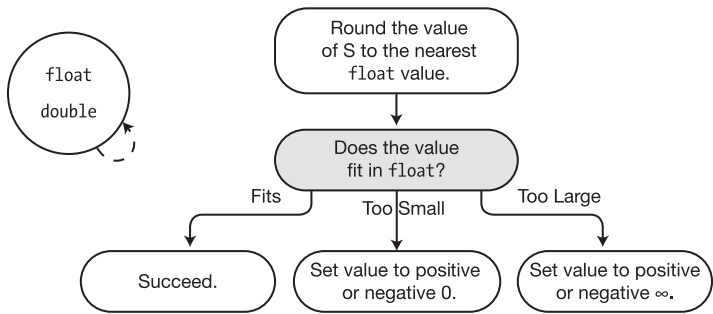 float
double
Round the value
of S to the nearest
float value.
Does the value
fit in float?
Fits
Too Small
Too Large
Succeed.
Set value to positive
or negative 0.
Set value to positive
or negative ∞.